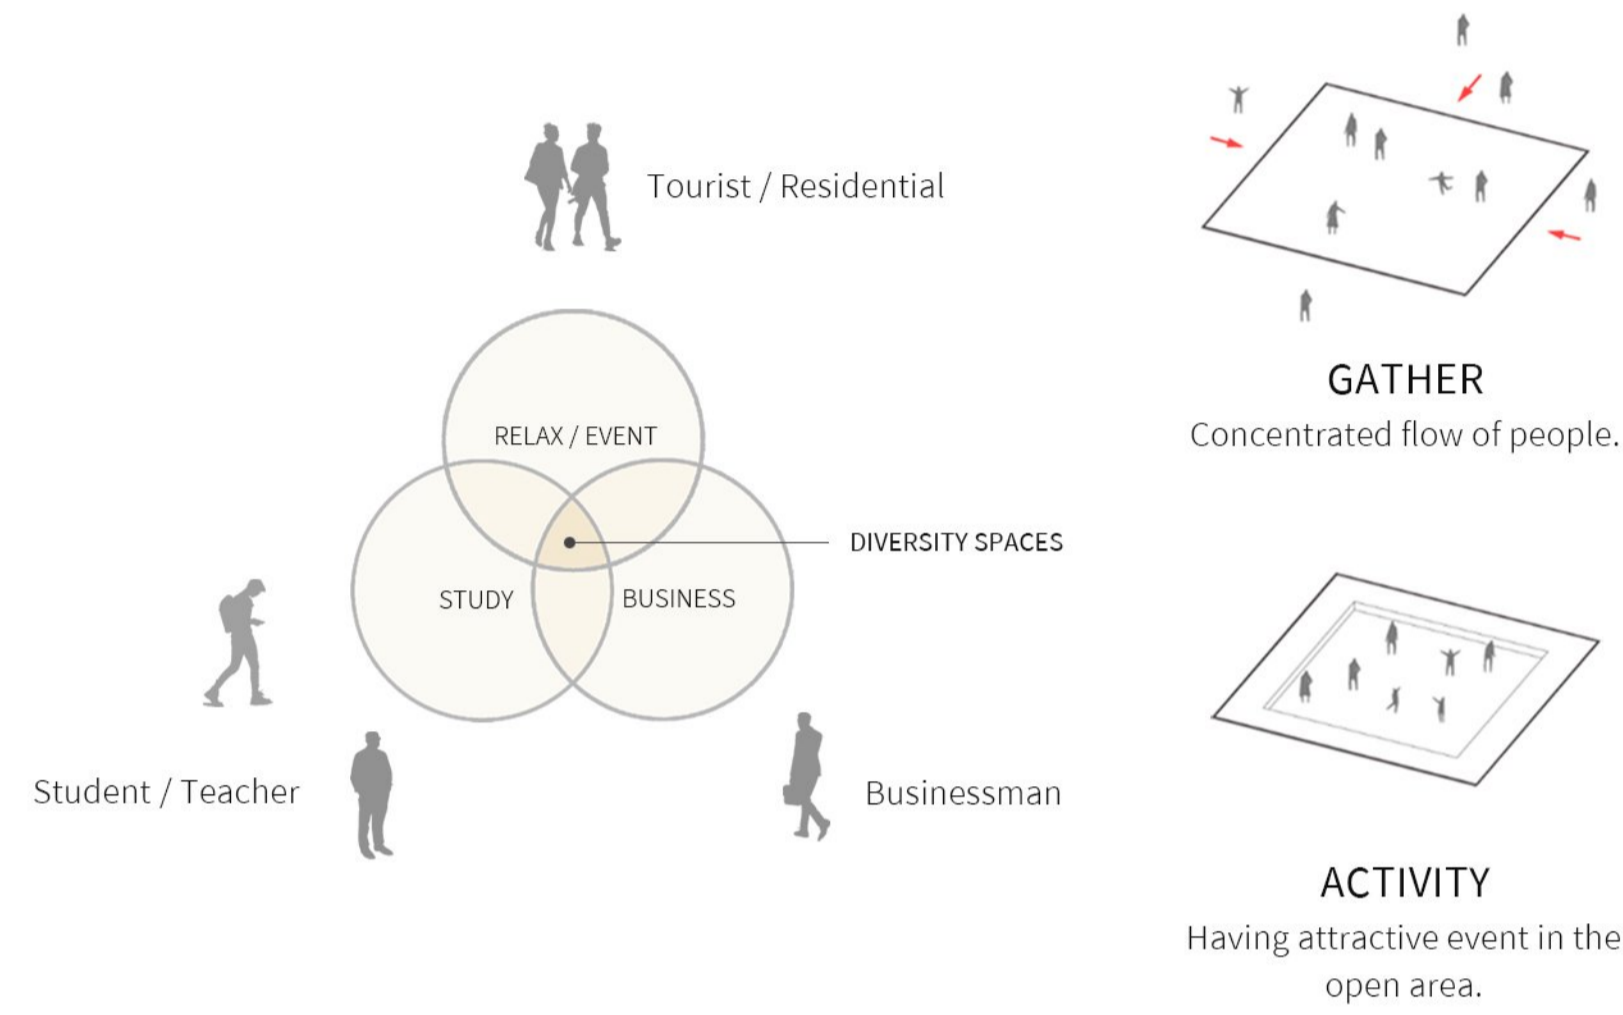 Tourist / Residential
RELAX / EVENT
DIVERSITY SPACES
STUDY
BUSINESS
Student / Teacher
Businessman
GATHER
Concentrated flow of people.
ACTIVITY
Having attractive event in the
open area.